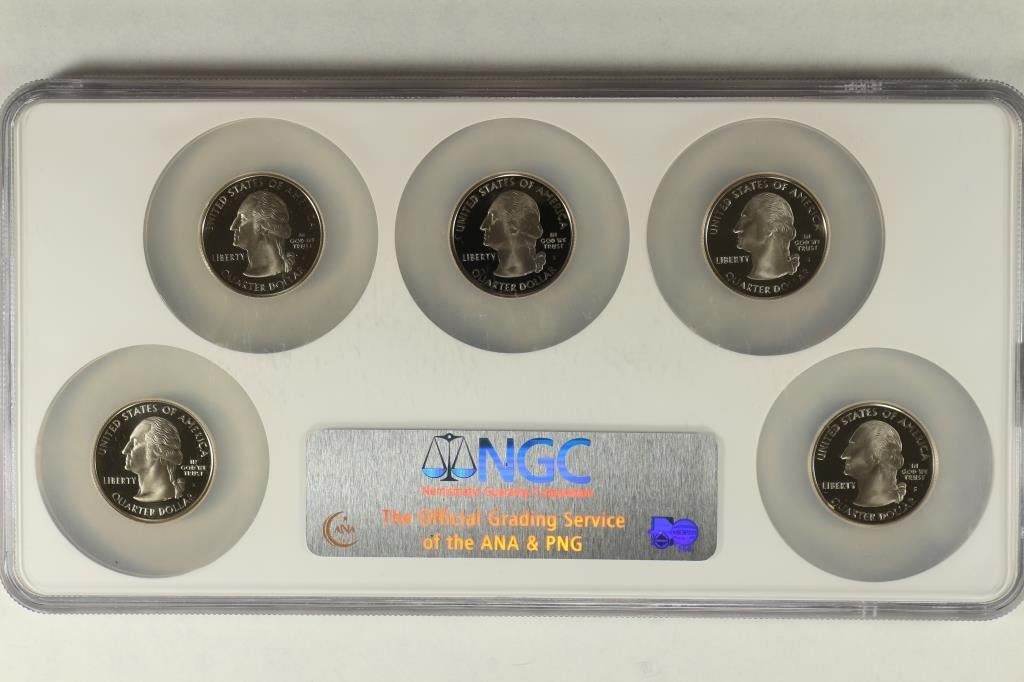 UNITED STATES OF AMERICA
LIBERTY
IN
GOD WE
TRUST
S
QUARTER DOLLAR
UNITED STATES OF AMERICA
LIBERTY
IN
GOD WE
TRUST
S
QUARTER DOLLAR
UNITED STATES OF AMERICA
LIBERTY
IN
GOD WE
TRUST
S
QUARTER DOLLAR
UNITED STATES OF AMERICA
LIBERTY
IN
GOD WE
TRUST
S
QUARTER DOLLAR
UNITED STATES OF AMERICA
LIBERTY
IN
GOD WE
TRUST
S
QUARTER DOLLAR
NGC
Numismatic Guaranty Corporation
ANA
The Official Grading Service
of the ANA & PNG